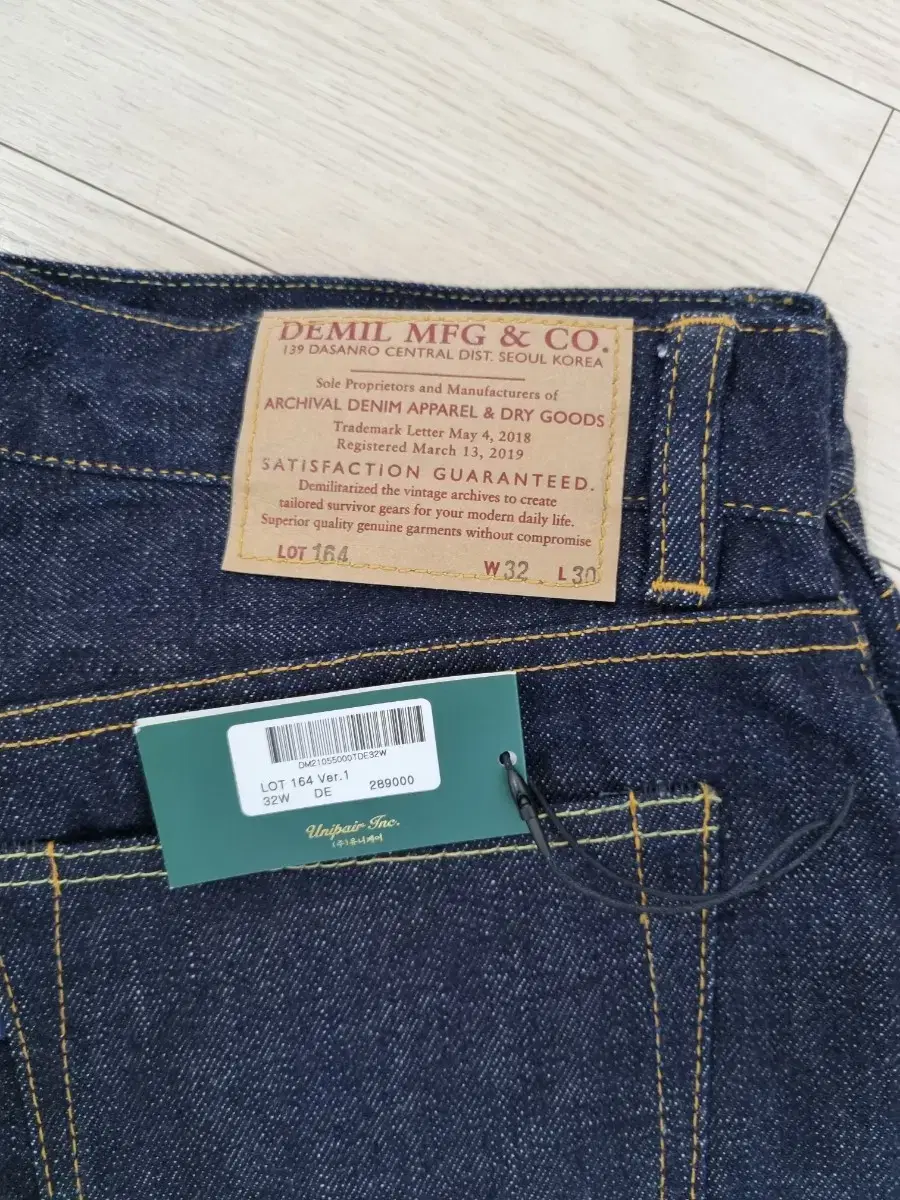 DEMIL MFG & CO.
139 DASANRO CENTRAL DIST. SEOUL KOREA
Sole Proprietors and Manufacturers of
ARCHIVAL DENIM APPAREL & DRY GOODS
Trademark Letter May 4, 2018
Registered March 13, 2019
SATISFACTION GUARANTEED.
Demilitarized the vintage archives to create
tailored survivor gears for your modern daily life.
Superior quality genuine garments without compromise
LOT 164
W 32 L 30
DM21055000TDE32W
LOT 164 Ver.1
32W DE 289000
Unipair Inc.
(주)유니페어